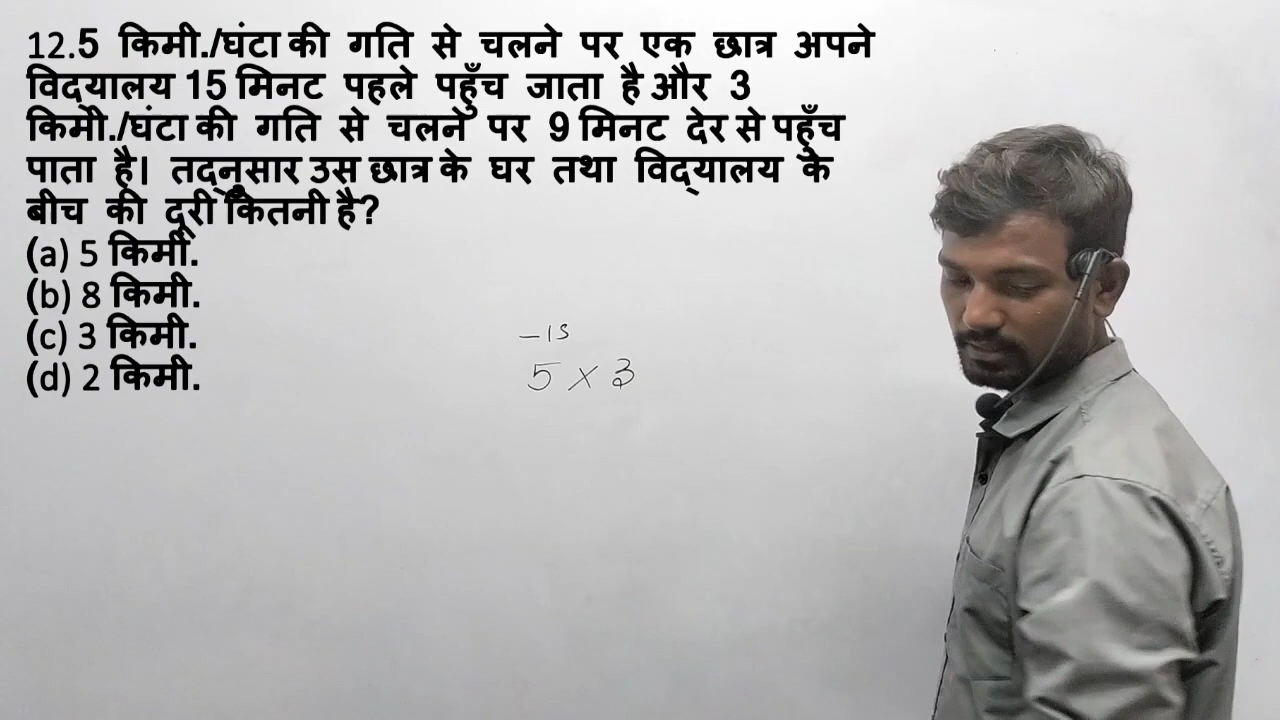 12.5 किमी./घंटा की गति से चलने पर एक छात्र अपने
विद्यालय 15 मिनट पहले पहुँच जाता है और 3
किमी./घंटा की गति से चलने पर 9 मिनट देर से पहुँच
पाता है। तद्नुसार उस छात्र के घर तथा विद्यालय के
बीच की दूरी कितनी है?
(a) 5 किमी.
(b) 8 किमी.
(c) 3 किमी.
(d) 2 किमी.
-15
5 × 3